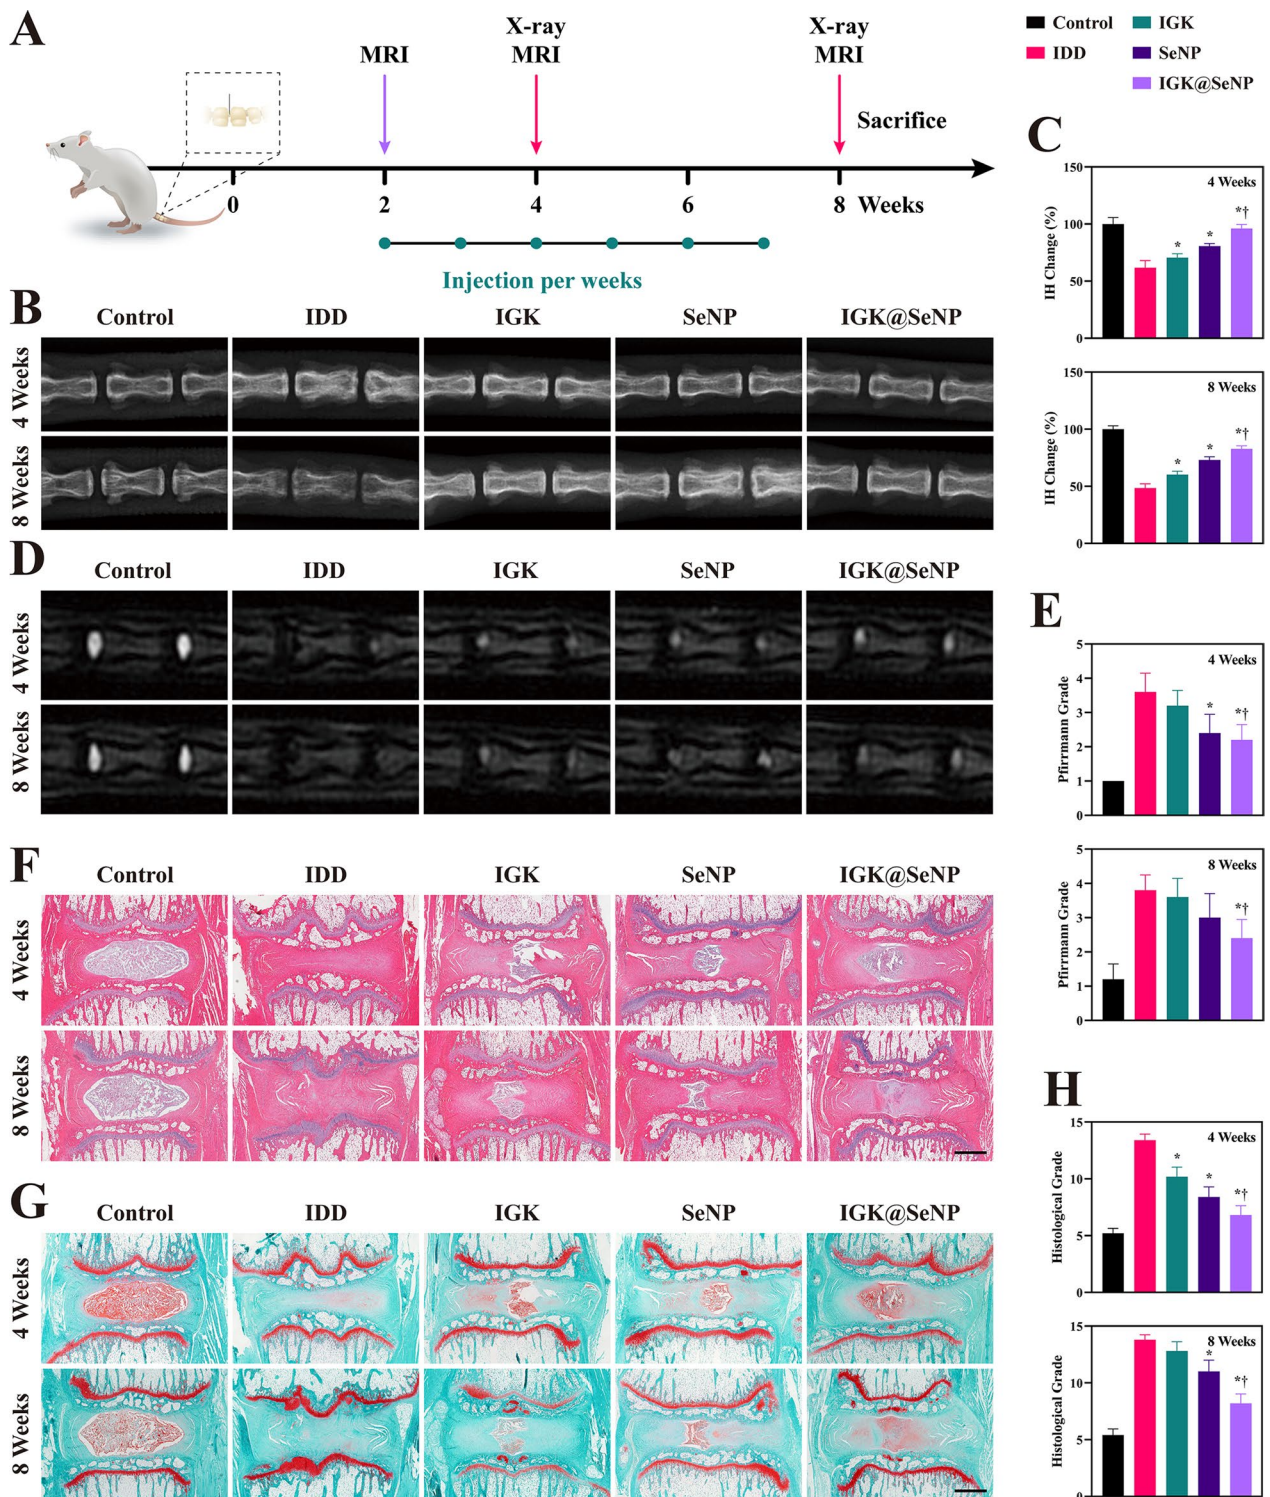 A
X-ray
MRI
MRI
X-ray
MRI
Sacrifice
0
2
4
6
8 Weeks
Injection per weeks
Control
IGK
IDD
SeNP
IGK@SeNP
B
Control
IDD
IGK
SeNP
IGK@SeNP
4 Weeks
8 Weeks
C
150
100
50
0
IH Change (%)
4 Weeks
*
*
*†
150
100
50
0
IH Change (%)
8 Weeks
*
*
*†
D
Control
IDD
IGK
SeNP
IGK@SeNP
4 Weeks
8 Weeks
E
5
4
3
2
1
0
Pfirrmann Grade
4 Weeks
*
*†
5
4
3
2
1
0
Pfirrmann Grade
8 Weeks
*†
F
Control
IDD
IGK
SeNP
IGK@SeNP
4 Weeks
8 Weeks
G
Control
IDD
IGK
SeNP
IGK@SeNP
4 Weeks
8 Weeks
H
15
10
5
0
Histological Grade
4 Weeks
*
*
*†
15
10
5
0
Histological Grade
8 Weeks
*
*†